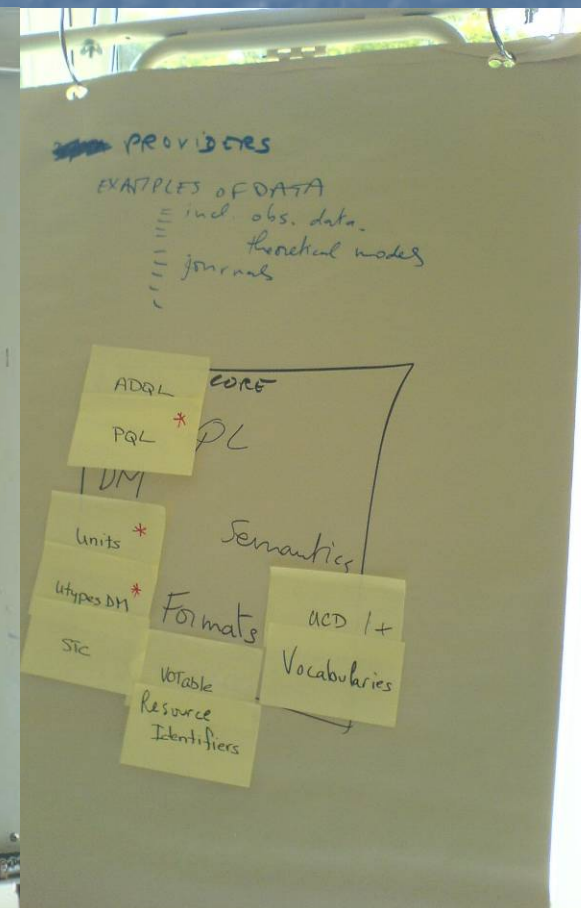 PROVIDERS
EXAMPLES OF DATA
incl. obs. data.
theoretical models
journals
ADQL
CORE
PQL *
QL
DM
Units *
Semantics
Utypes DM *
Formats
UCD 1+
STC
VOTable
Vocabularies
Resource
Identifiers